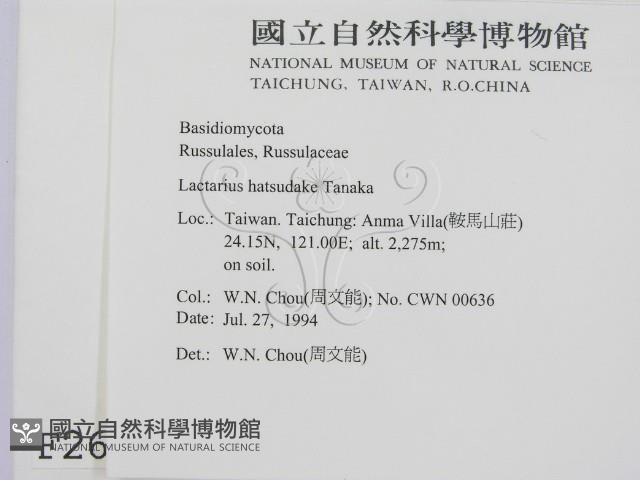 國立自然科學博物館
NATIONAL MUSEUM OF NATURAL SCIENCE
TAICHUNG, TAIWAN, R.O.CHINA
Basidiomycota
Russulales, Russulaceae
Lactarius hatsudake Tanaka
Loc.: Taiwan. Taichung: Anma Villa(鞍馬山莊)
24.15N, 121.00E; alt. 2,275m;
on soil.
Col.: W.N. Chou(周文能); No. CWN 00636
Date: Jul. 27, 1994
Det.: W.N. Chou(周文能)
F26
國立自然科學博物館
NATIONAL MUSEUM OF NATURAL SCIENCE